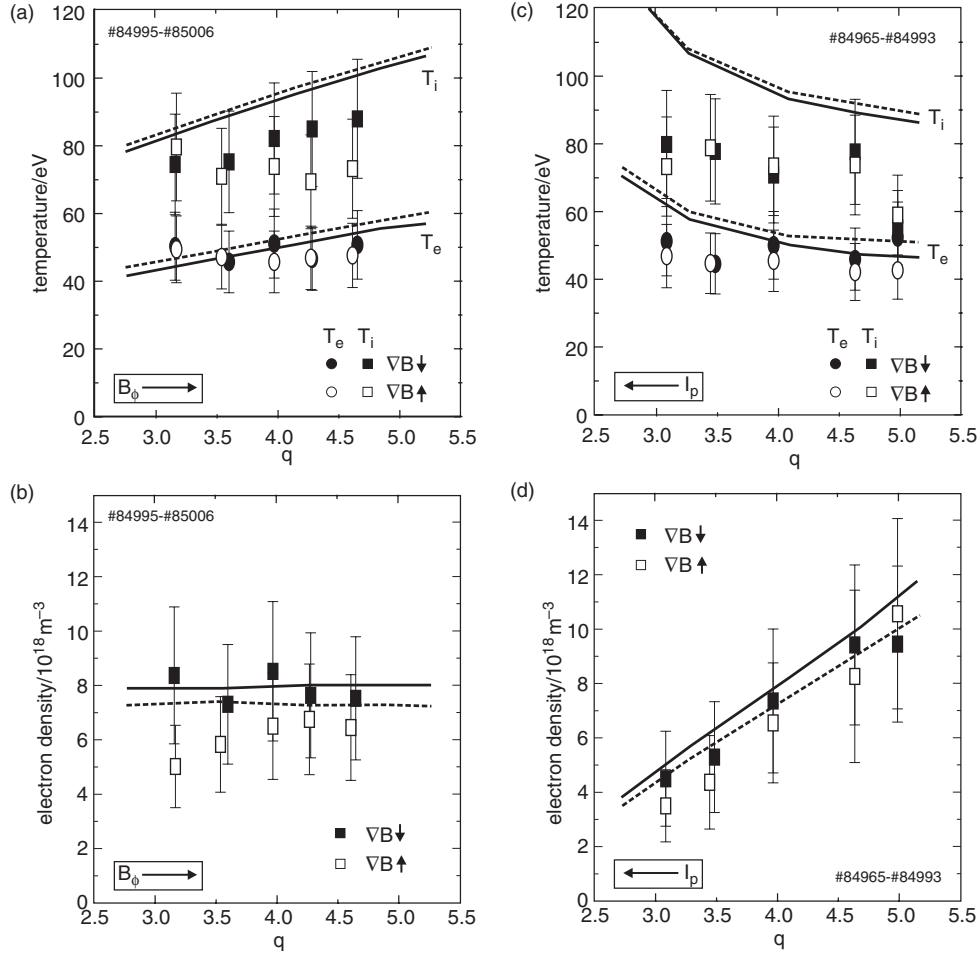 (a)
#84995-#85006
120
100
80
60
40
20
0
temperature/eV
T_i
T_e
T_e T_i
∇B↓
∇B↑
B_ϕ →
2.5 3.0 3.5 4.0 4.5 5.0 5.5
q
(c)
#84965-#84993
120
100
80
60
40
20
0
temperature/eV
T_i
T_e
T_e T_i
∇B↓
∇B↑
← I_p
2.5 3.0 3.5 4.0 4.5 5.0 5.5
q
(b)
#84995-#85006
14
12
10
8
6
4
2
0
electron density/10^18 m^−3
∇B↓
∇B↑
B_ϕ →
2.5 3.0 3.5 4.0 4.5 5.0 5.5
q
(d)
14
12
10
8
6
4
2
0
electron density/10^18 m^−3
∇B↓
∇B↑
← I_p
#84965-#84993
2.5 3.0 3.5 4.0 4.5 5.0 5.5
q